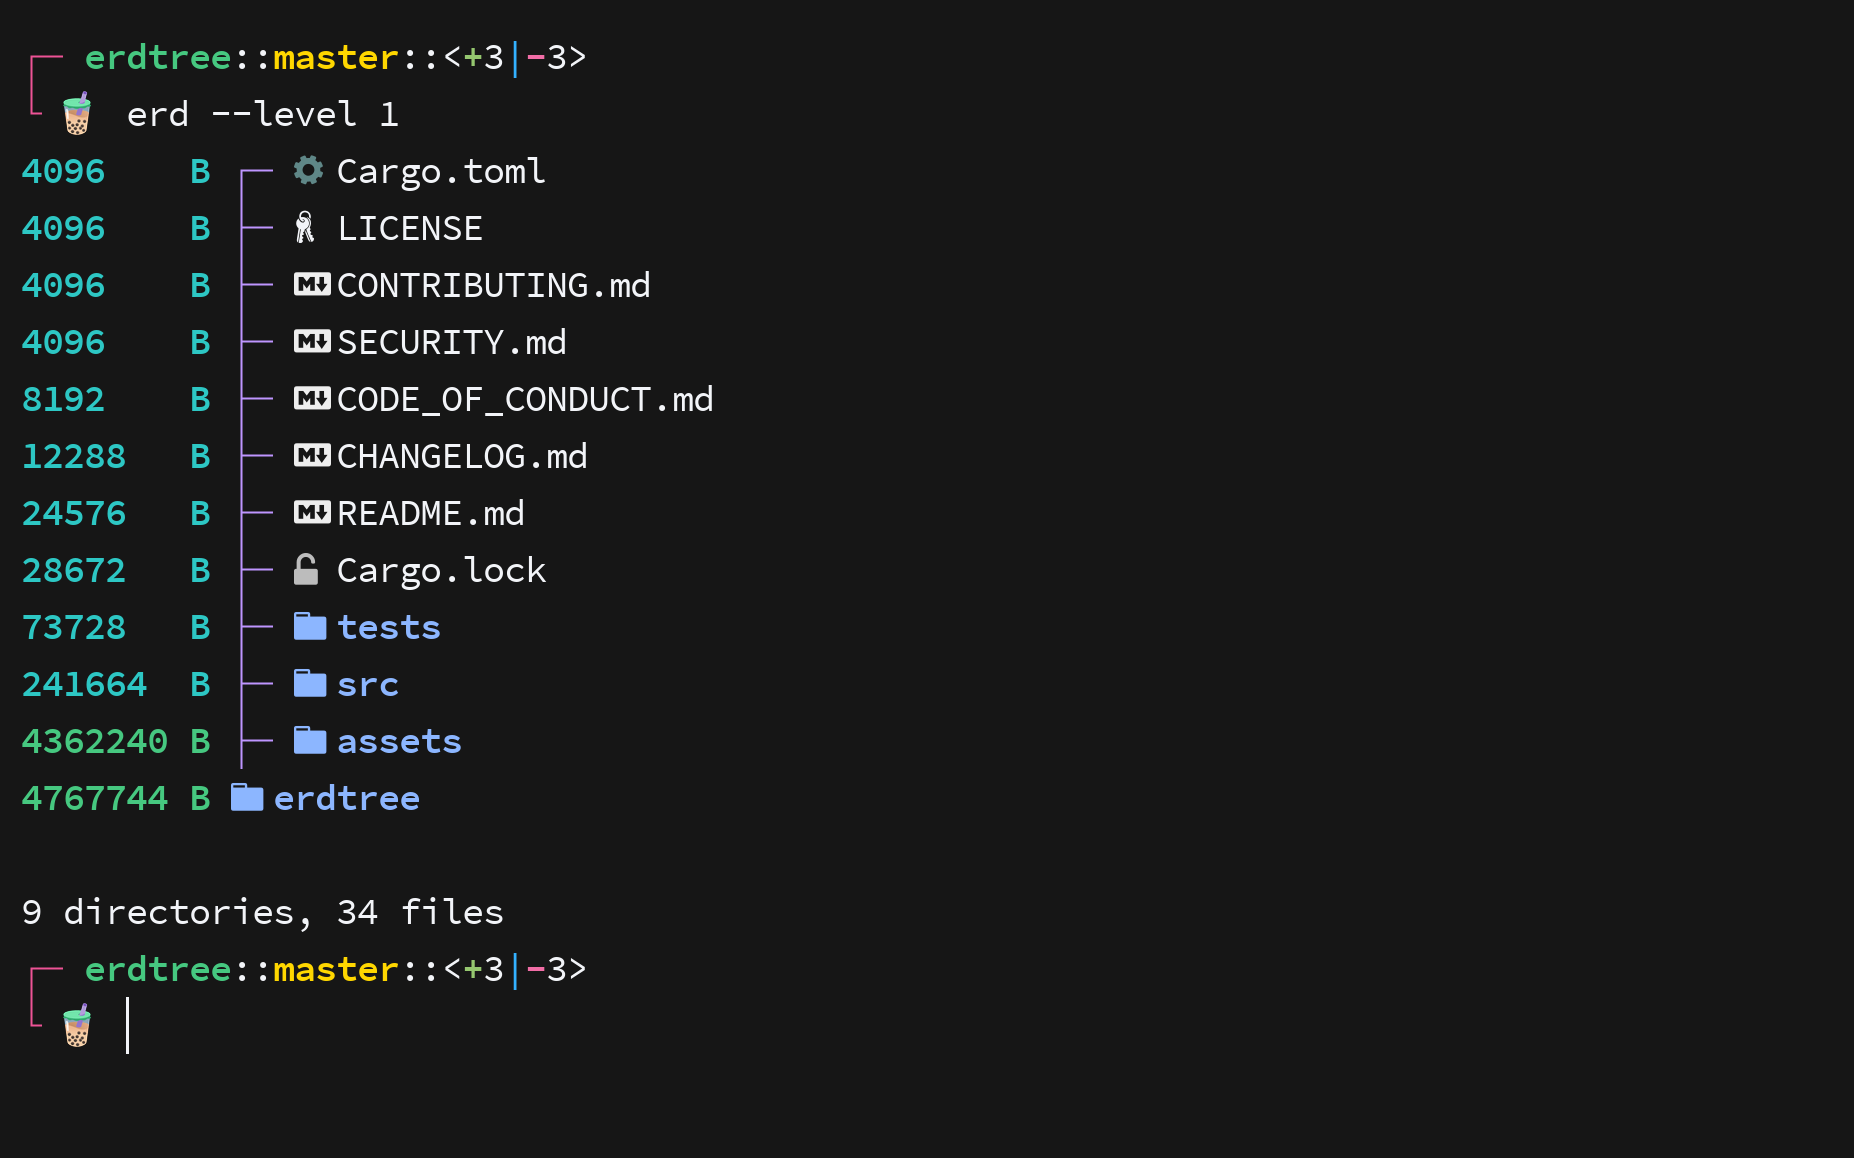 erdtree::master::<+3|-3>
erd --level 1
4096 B Cargo.toml
4096 B LICENSE
4096 B CONTRIBUTING.md
4096 B SECURITY.md
8192 B CODE_OF_CONDUCT.md
12288 B CHANGELOG.md
24576 B README.md
28672 B Cargo.lock
73728 B tests
241664 B src
4362240 B assets
4767744 B erdtree
9 directories, 34 files
erdtree::master::<+3|-3>